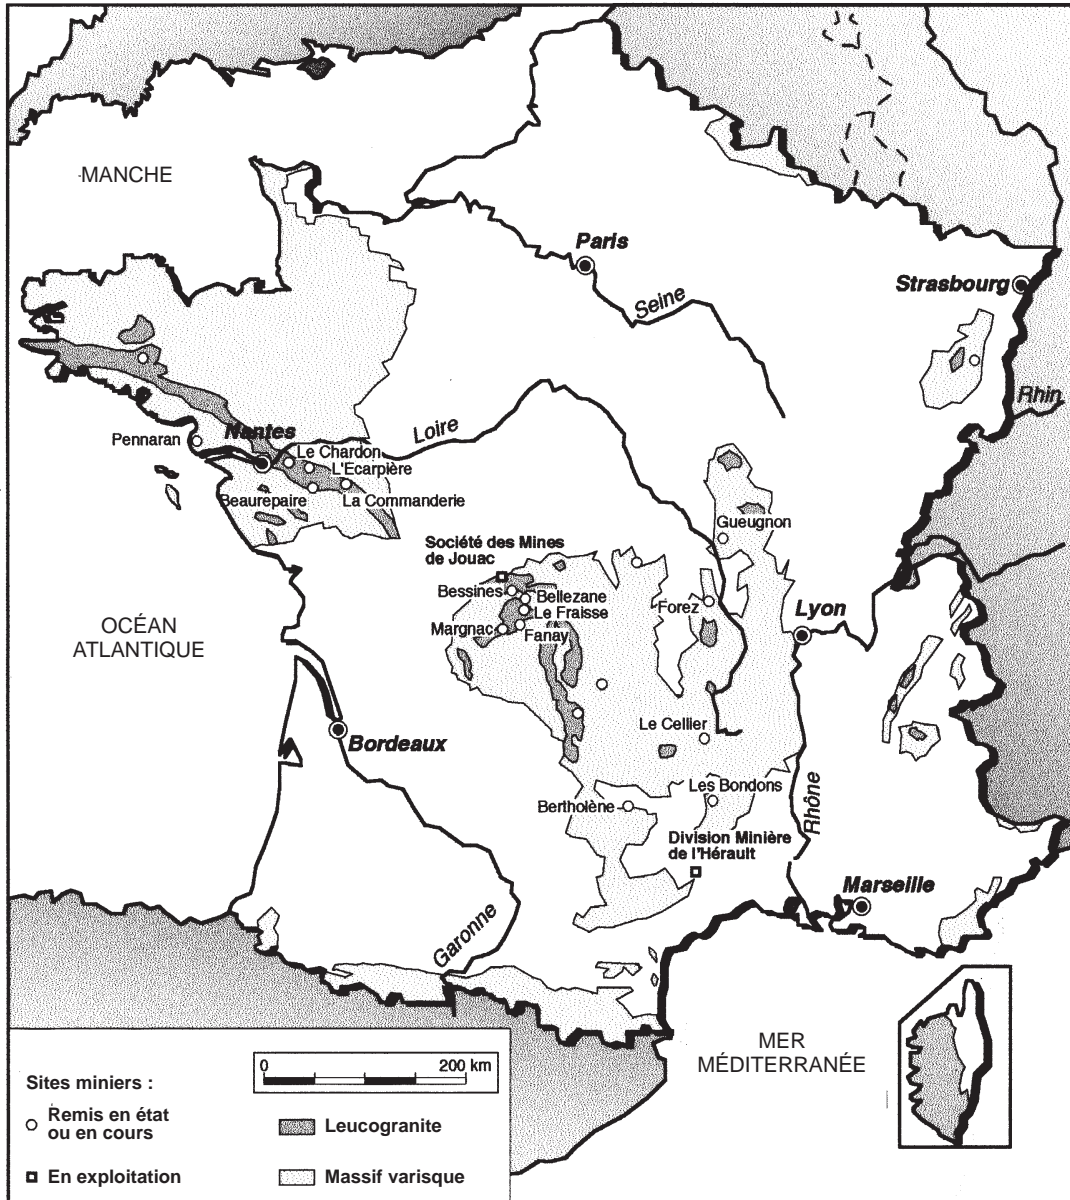 MANCHE
Paris
Strasbourg
Seine
Rhin
Nantes
Loire
Pennaran
Le Chardon
L'Ecarpière
Beaurepaire
La Commanderie
Gueugnon
Société des Mines
de Jouac
Bessines
Bellezane
Le Fraisse
Forez
Lyon
Margnac
Fanay
OCÉAN
ATLANTIQUE
Le Cellier
Bordeaux
Les Bondons
Bertholène
Rhône
Division Minière
de l'Hérault
Marseille
Garonne
MER
MÉDITERRANÉE
0 200 km
Sites miniers :
Remis en état
ou en cours
Leucogranite
En exploitation
Massif varisque